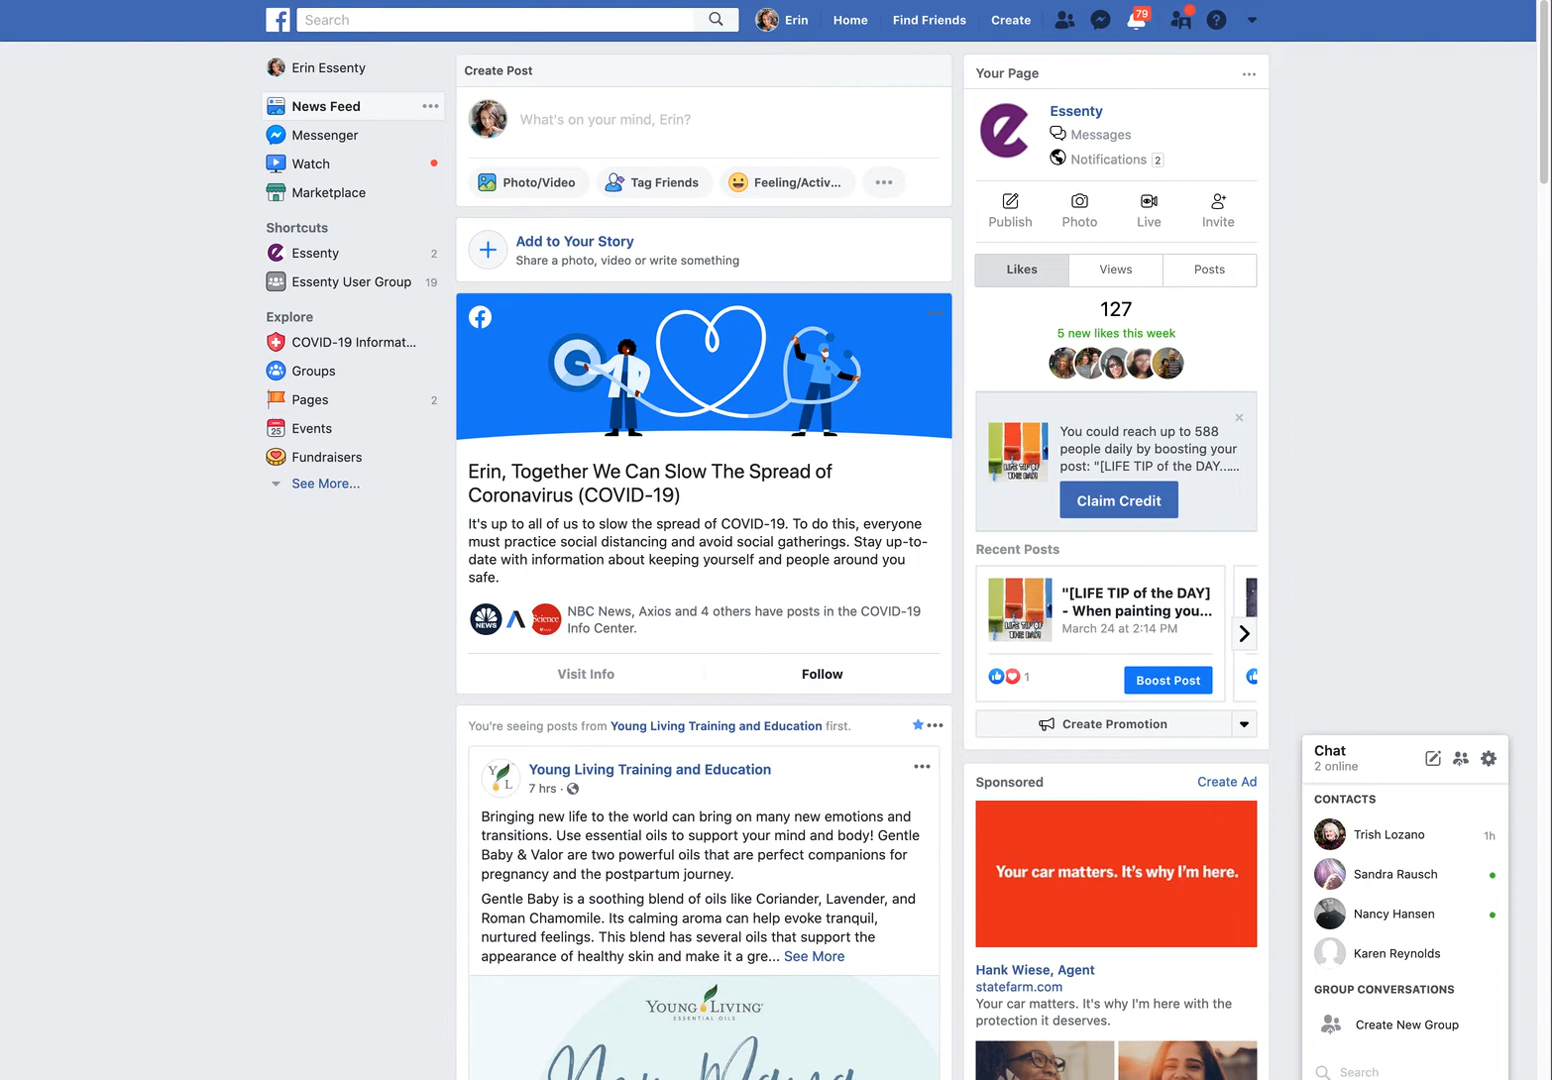 Search
Erin
Home
Find Friends
Create
79
Erin Essenty
News Feed
Messenger
Watch
Marketplace
Shortcuts
Essenty 2
Essenty User Group 19
Explore
COVID-19 Informat...
Groups
Pages 2
25
Events
Fundraisers
See More...
Create Post
What's on your mind, Erin?
Photo/Video
Tag Friends
Feeling/Activ...
Add to Your Story
Share a photo, video or write something
Erin, Together We Can Slow The Spread of
Coronavirus (COVID-19)
It's up to all of us to slow the spread of COVID-19. To do this, everyone
must practice social distancing and avoid social gatherings. Stay up-to-
date with information about keeping yourself and people around you
safe.
NEWS
Science
NBC News, Axios and 4 others have posts in the COVID-19
Info Center.
Visit Info
Follow
You're seeing posts from Young Living Training and Education first.
Y L
Young Living Training and Education
7 hrs ·
Bringing new life to the world can bring on many new emotions and
transitions. Use essential oils to support your mind and body! Gentle
Baby & Valor are two powerful oils that are perfect companions for
pregnancy and the postpartum journey.
Gentle Baby is a soothing blend of oils like Coriander, Lavender, and
Roman Chamomile. Its calming aroma can help evoke tranquil,
nurtured feelings. This blend has several oils that support the
appearance of healthy skin and make it a gre... See More
YOUNG LIVING
ESSENTIAL OILS
Your Page
Essenty
Messages
Notifications 2
Publish
Photo
Live
Invite
Likes
Views
Posts
127
5 new likes this week
You could reach up to 588
people daily by boosting your
post: "[LIFE TIP of the DAY......
Claim Credit
Recent Posts
"[LIFE TIP of the DAY]
- When painting you...
March 24 at 2:14 PM
1
Boost Post
Create Promotion
Sponsored
Create Ad
Your car matters. It's why I'm here.
Hank Wiese, Agent
statefarm.com
Your car matters. It's why I'm here with the
protection it deserves.
Chat
2 online
CONTACTS
Trish Lozano 1h
Sandra Rausch
Nancy Hansen
Karen Reynolds
GROUP CONVERSATIONS
Create New Group
Search